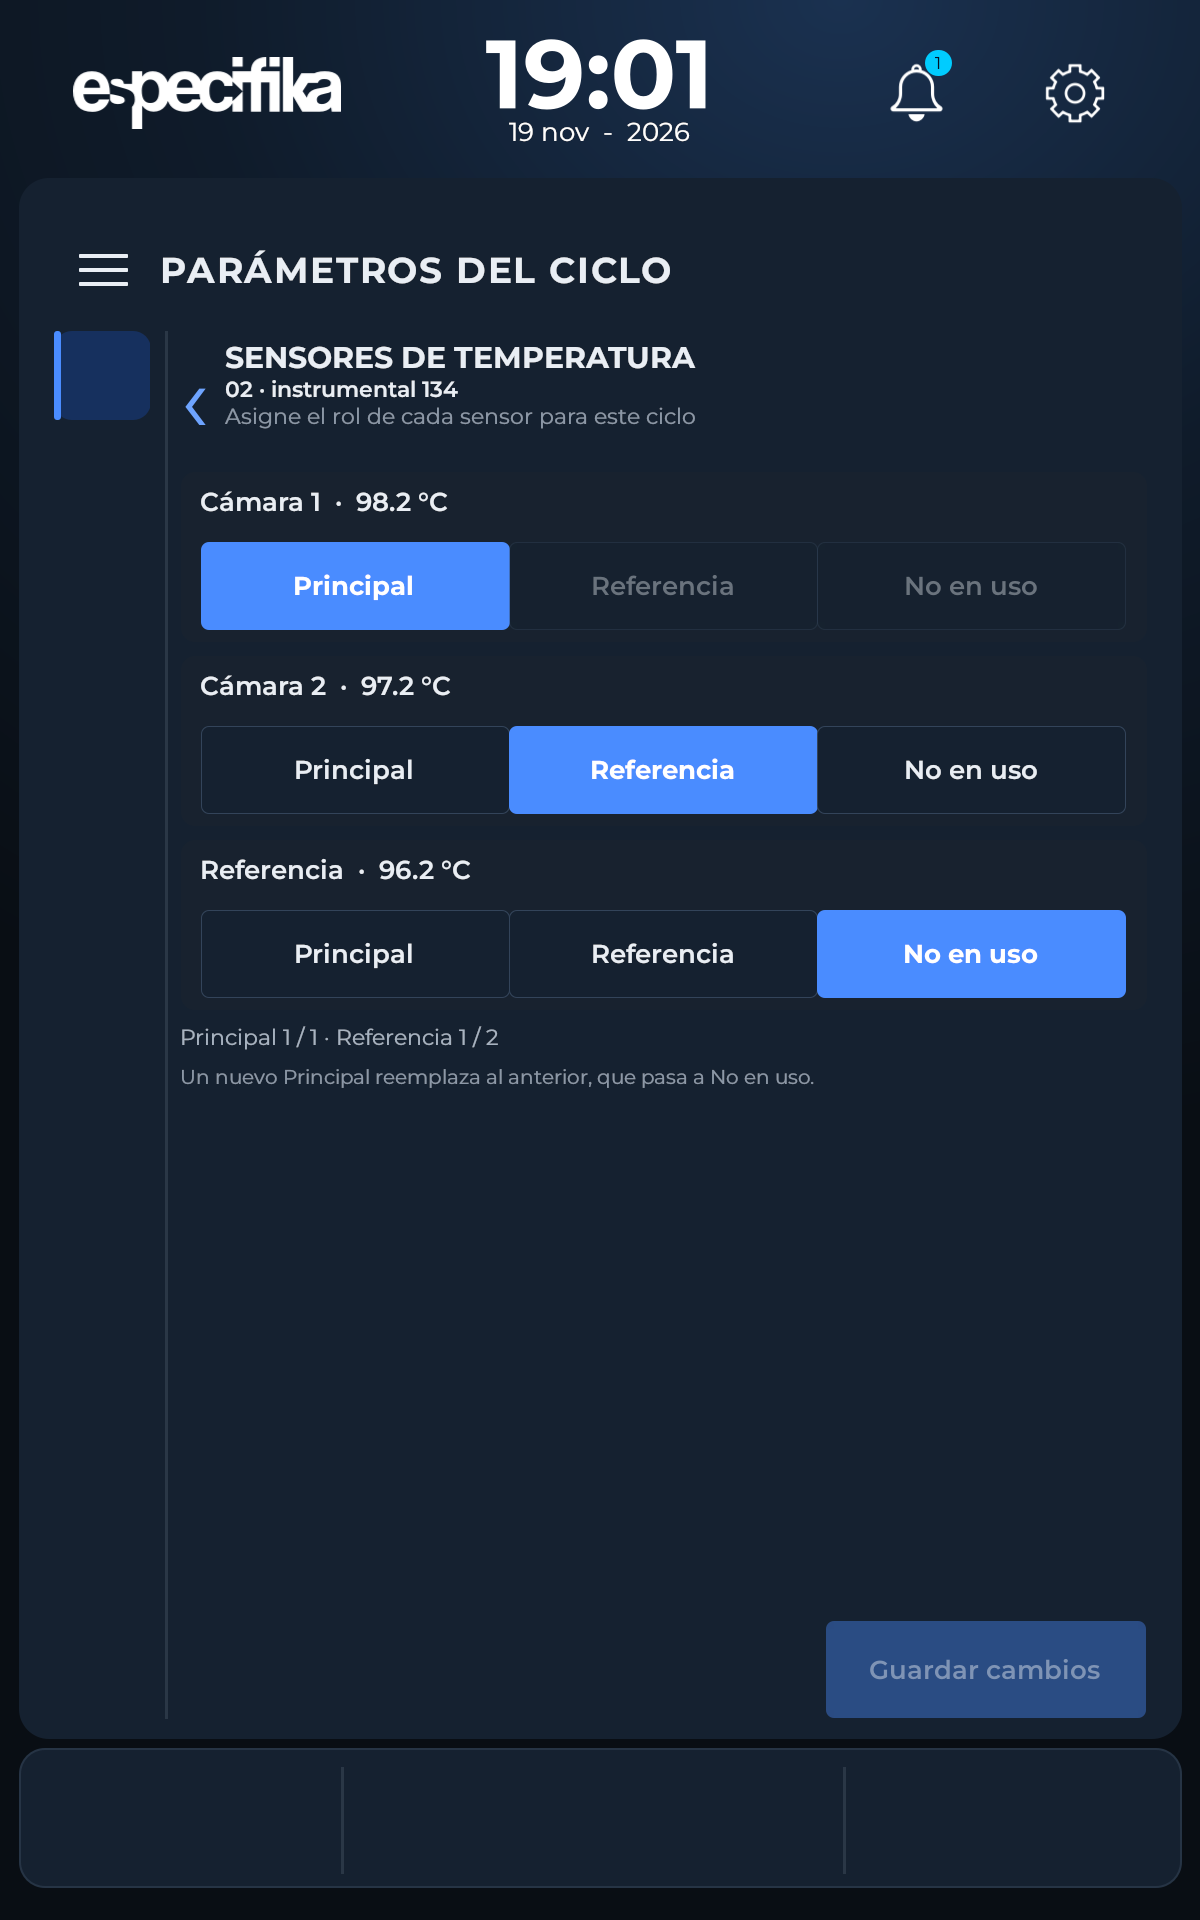 especifika
19:01
19 nov - 2026
1
PARÁMETROS DEL CICLO
SENSORES DE TEMPERATURA
02 · instrumental 134
Asigne el rol de cada sensor para este ciclo
Cámara 1 · 98.2 °C
Principal Referencia No en uso
Cámara 2 · 97.2 °C
Principal Referencia No en uso
Referencia · 96.2 °C
Principal Referencia No en uso
Principal 1 / 1 · Referencia 1 / 2
Un nuevo Principal reemplaza al anterior, que pasa a No en uso.
Guardar cambios